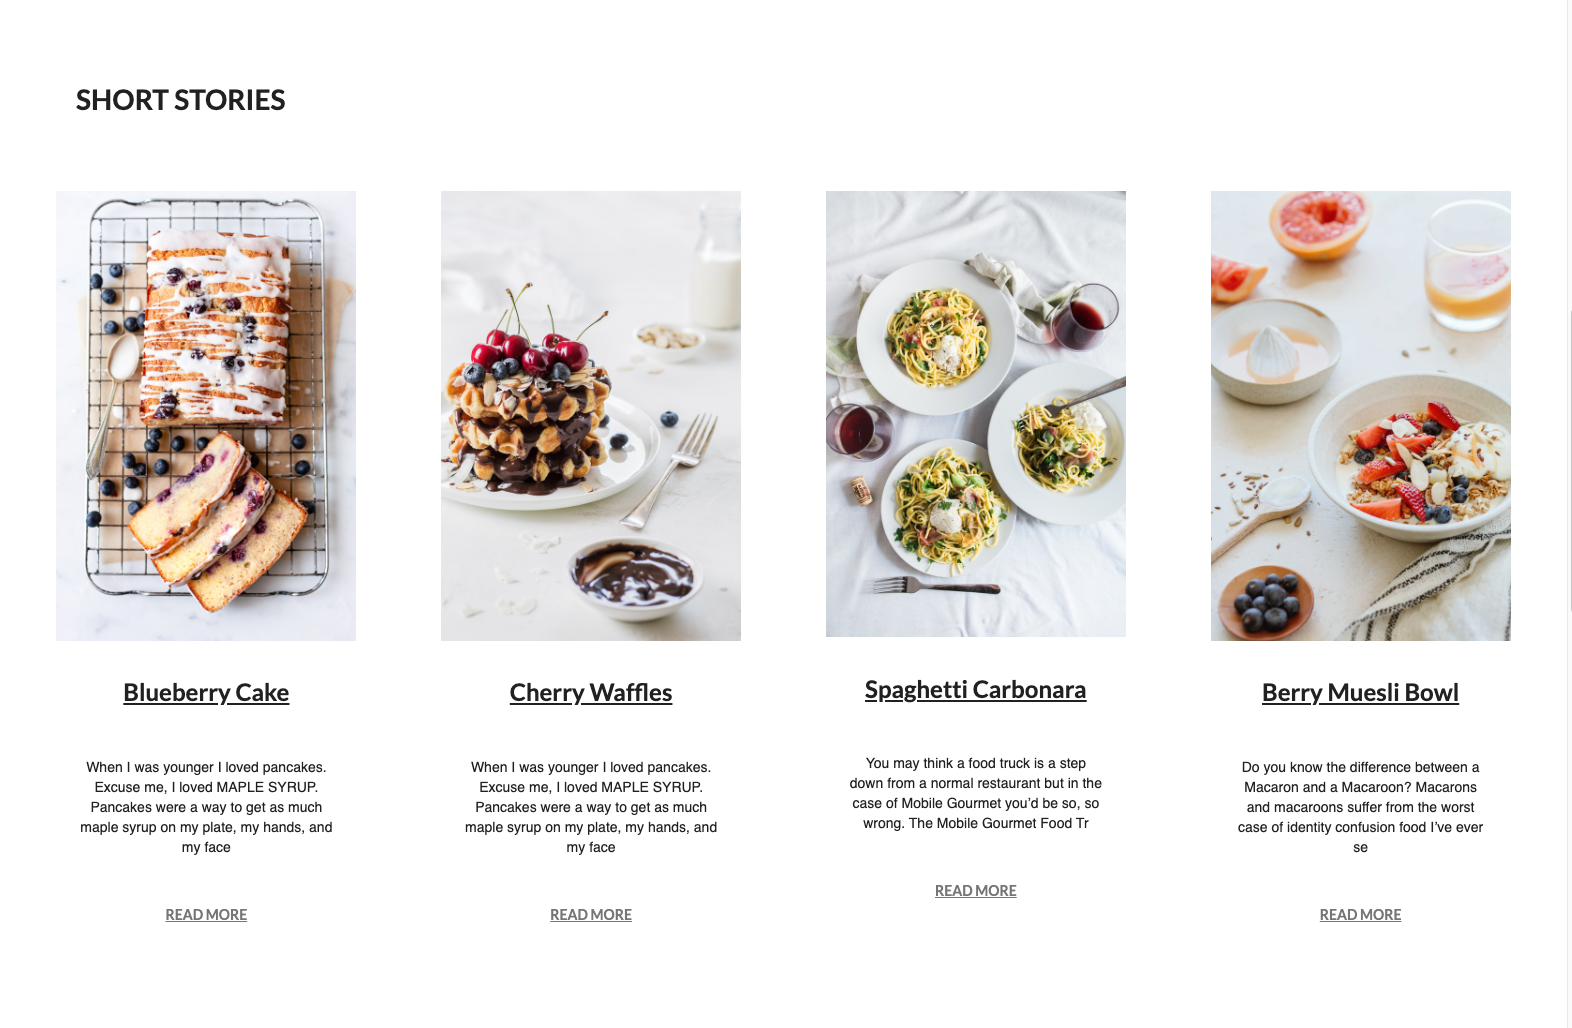 SHORT STORIES
Blueberry Cake
When I was younger I loved pancakes.
Excuse me, I loved MAPLE SYRUP.
Pancakes were a way to get as much
maple syrup on my plate, my hands, and
my face
READ MORE
Cherry Waffles
When I was younger I loved pancakes.
Excuse me, I loved MAPLE SYRUP.
Pancakes were a way to get as much
maple syrup on my plate, my hands, and
my face
READ MORE
Spaghetti Carbonara
You may think a food truck is a step
down from a normal restaurant but in the
case of Mobile Gourmet you’d be so, so
wrong. The Mobile Gourmet Food Tr
READ MORE
Berry Muesli Bowl
Do you know the difference between a
Macaron and a Macaroon? Macarons
and macaroons suffer from the worst
case of identity confusion food I’ve ever
se
READ MORE